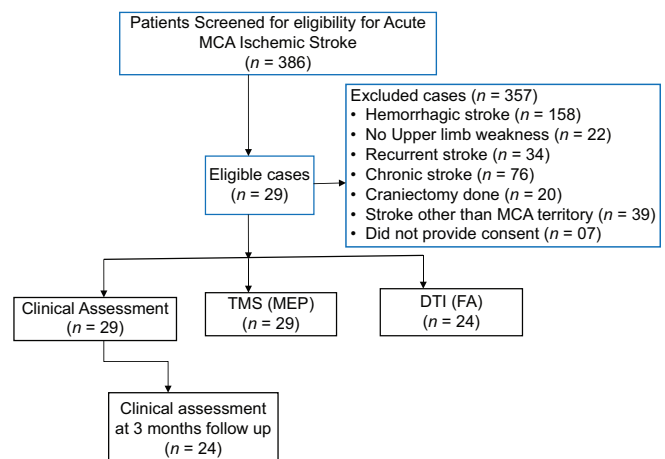 Patients Screened for eligibility for Acute
MCA Ischemic Stroke
(n = 386)
Excluded cases (n = 357)
• Hemorrhagic stroke (n = 158)
• No Upper limb weakness (n = 22)
• Recurrent stroke (n = 34)
• Chronic stroke (n = 76)
• Craniectomy done (n = 20)
• Stroke other than MCA territory (n = 39)
• Did not provide consent (n = 07)
Eligible cases
(n = 29)
Clinical Assessment
(n = 29)
TMS (MEP)
(n = 29)
DTI (FA)
(n = 24)
Clinical assessment
at 3 months follow up
(n = 24)